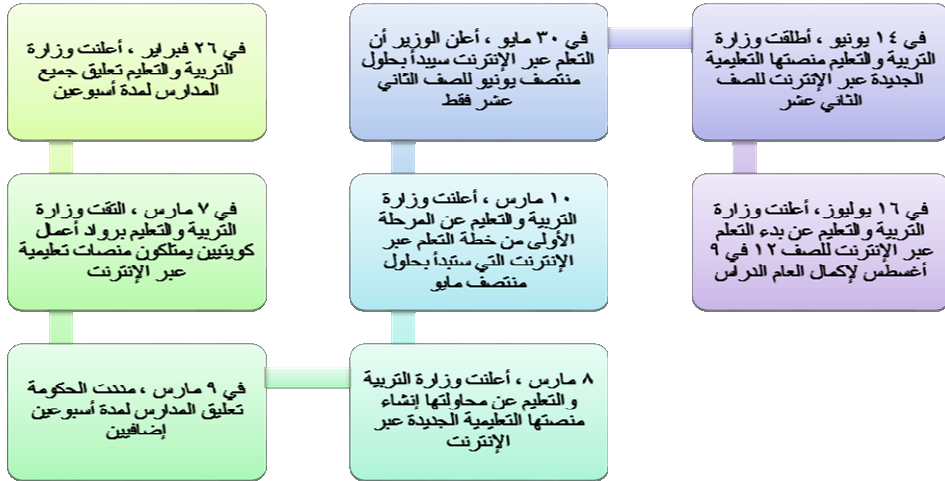 في ٢٦ فبراير ، أعلنت وزارة
التربية والتعليم تعليق جميع
المدارس لمدة أسبوعين
في ٧ مارس ، التقت وزارة
التربية والتعليم برواد أعمال
كويتيين يمتلكون منصات تعليمية
عبر الإنترنت
في ٩ مارس ، مددت الحكومة
تعليق المدارس لمدة أسبوعين
إضافيين
٨ مارس ، أعلنت وزارة التربية
والتعليم عن محاولتها إنشاء
منصتها التعليمية الجديدة عبر
الإنترنت
١٠ مارس ، أعلنت وزارة
التربية والتعليم عن المرحلة
الأولى من خطة التعلم عبر
الإنترنت التي ستبدأ بحلول
منتصف مايو
في ٣٠ مايو ، أعلن الوزير أن
التعلم عبر الإنترنت سيبدأ بحلول
منتصف يونيو للصف الثاني
عشر فقط
في ١٤ يونيو ، أطلقت وزارة
التربية والتعليم منصتها التعليمية
الجديدة عبر الإنترنت للصف
الثاني عشر
في ١٦ يوليوز ، أعلنت وزارة
التربية والتعليم عن بدء التعلم
عبر الإنترنت للصف ١٢ في ٩
أغسطس لإكمال العام الدراس